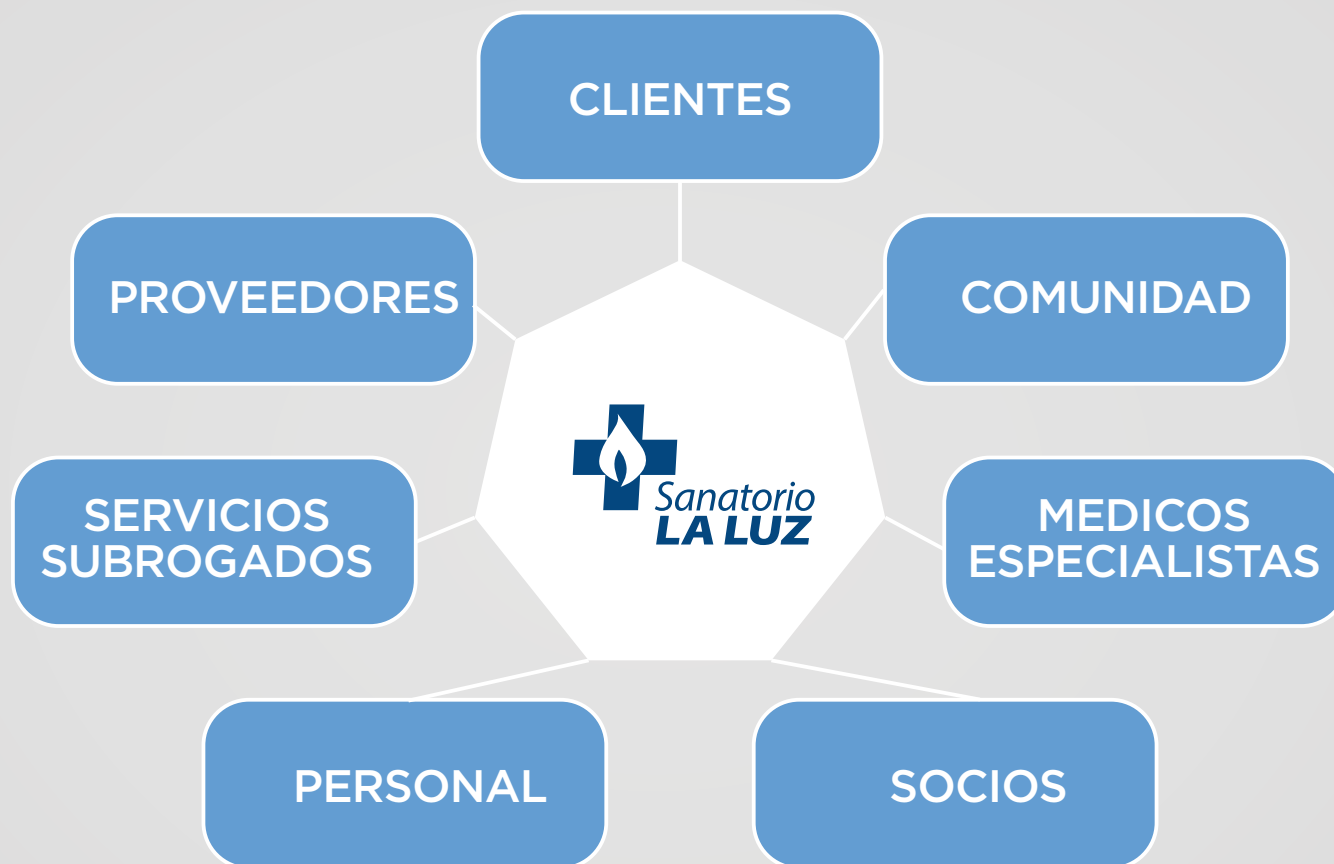 CLIENTES
PROVEEDORES
COMUNIDAD
Sanatorio
LA LUZ
SERVICIOS
SUBROGADOS
MEDICOS
ESPECIALISTAS
PERSONAL
SOCIOS